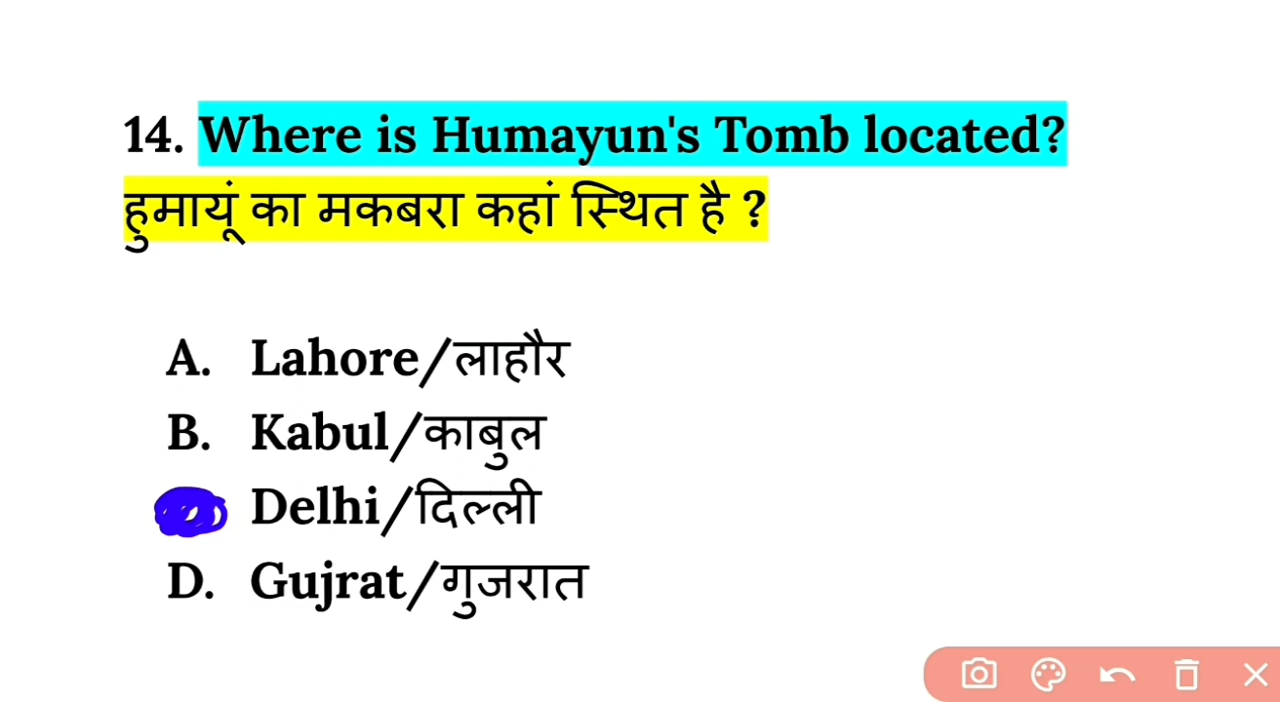 14. Where is Humayun's Tomb located?
हुमायूं का मकबरा कहां स्थित है ?
A. Lahore/लाहौर
B. Kabul/काबुल
Delhi/दिल्ली
D. Gujrat/गुजरात